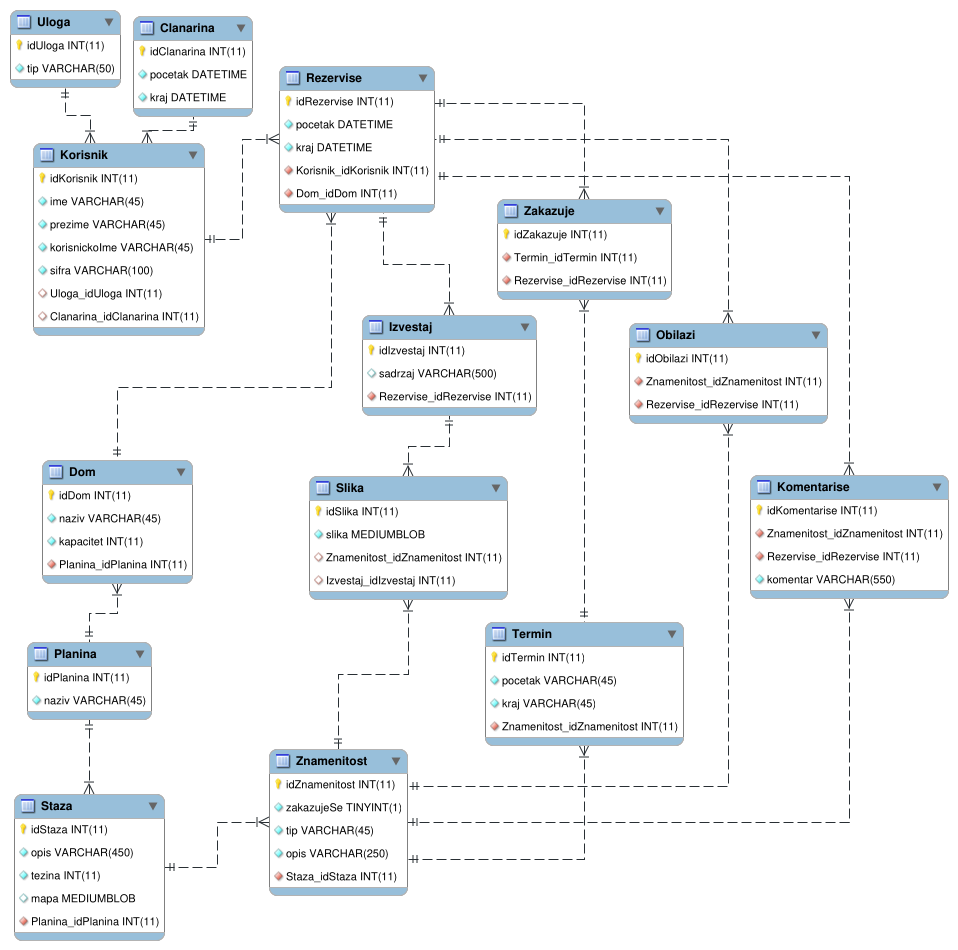 Uloga
idUloga INT(11)
tip VARCHAR(50)
Clanarina
idClanarina INT(11)
pocetak DATETIME
kraj DATETIME
Rezervise
idRezervise INT(11)
pocetak DATETIME
kraj DATETIME
Korisnik_idKorisnik INT(11)
Dom_idDom INT(11)
Korisnik
idKorisnik INT(11)
ime VARCHAR(45)
prezime VARCHAR(45)
korisnickoIme VARCHAR(45)
sifra VARCHAR(100)
Uloga_idUloga INT(11)
Clanarina_idClanarina INT(11)
Zakazuje
idZakazuje INT(11)
Termin_idTermin INT(11)
Rezervise_idRezervise INT(11)
Izvestaj
idIzvestaj INT(11)
sadrzaj VARCHAR(500)
Rezervise_idRezervise INT(11)
Obilazi
idObilazi INT(11)
Znamenitost_idZnamenitost INT(11)
Rezervise_idRezervise INT(11)
Dom
idDom INT(11)
naziv VARCHAR(45)
kapacitet INT(11)
Planina_idPlanina INT(11)
Slika
idSlika INT(11)
slika MEDIUMBLOB
Znamenitost_idZnamenitost INT(11)
Izvestaj_idIzvestaj INT(11)
Komentarise
idKomentarise INT(11)
Znamenitost_idZnamenitost INT(11)
Rezervise_idRezervise INT(11)
komentar VARCHAR(550)
Planina
idPlanina INT(11)
naziv VARCHAR(45)
Termin
idTermin INT(11)
pocetak VARCHAR(45)
kraj VARCHAR(45)
Znamenitost_idZnamenitost INT(11)
Znamenitost
idZnamenitost INT(11)
zakazujeSe TINYINT(1)
tip VARCHAR(45)
opis VARCHAR(250)
Staza_idStaza INT(11)
Staza
idStaza INT(11)
opis VARCHAR(450)
tezina INT(11)
mapa MEDIUMBLOB
Planina_idPlanina INT(11)